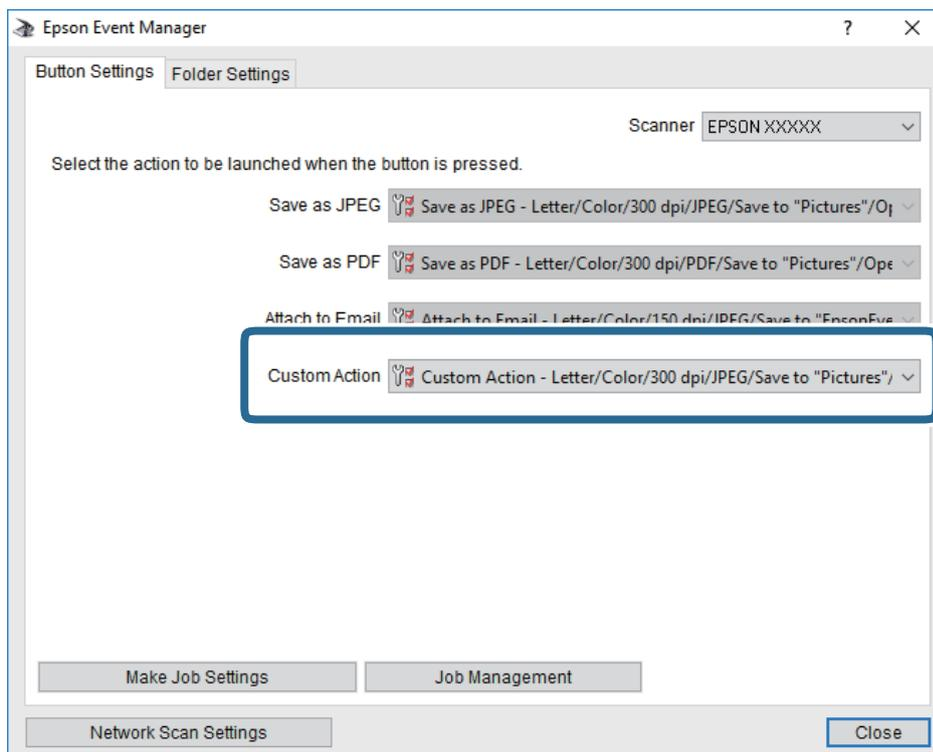 Epson Event Manager
Button Settings Folder Settings
Scanner EPSON XXXXX
Select the action to be launched when the button is pressed.
Save as JPEG Save as JPEG - Letter/Color/300 dpi/JPEG/Save to "Pictures"/Op
Save as PDF Save as PDF - Letter/Color/300 dpi/PDF/Save to "Pictures"/Ope
Attach to Email Attach to Email - Letter/Color/150 dpi/JPEG/Save to "EpsonEve
Custom Action Custom Action - Letter/Color/300 dpi/JPEG/Save to "Pictures"/
Make Job Settings Job Management
Network Scan Settings Close